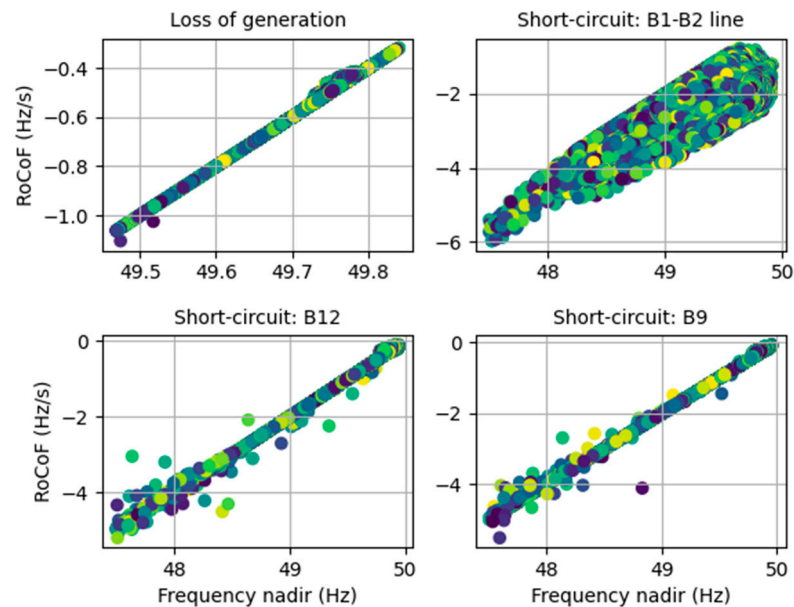 Loss of generation
Short-circuit: B1-B2 line
RoCoF (Hz/s)
−0.4
−0.6
−0.8
−1.0
49.5 49.6 49.7 49.8
−2
−4
−6
48 49 50
Short-circuit: B12
Short-circuit: B9
RoCoF (Hz/s)
0
−2
−4
48 49 50
Frequency nadir (Hz)
0
−2
−4
48 49 50
Frequency nadir (Hz)